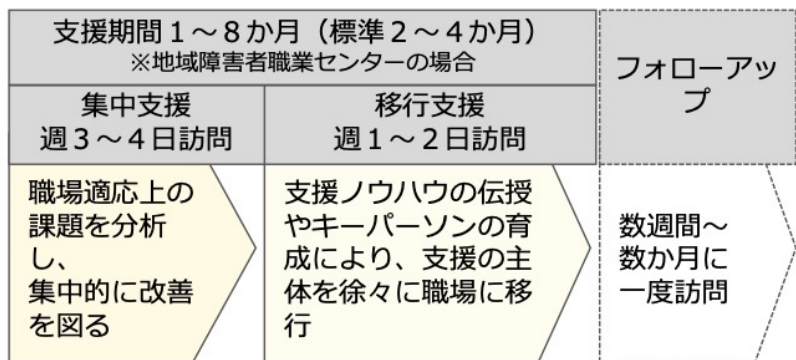 支援期間１～８か月（標準２～４か月）
※地域障害者職業センターの場合
フォローアッ
プ
集中支援
週３～４日訪問
移行支援
週１～２日訪問
職場適応上の
課題を分析
し、
集中的に改善
を図る
支援ノウハウの伝授
やキーパーソンの育
成により、支援の主
体を徐々に職場に移
行
数週間～
数か月に
一度訪問